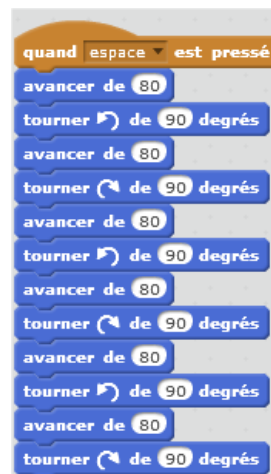 quand espace est pressé
avancer de 80
tourner ↶ de 90 degrés
avancer de 80
tourner ↷ de 90 degrés
avancer de 80
tourner ↶ de 90 degrés
avancer de 80
tourner ↷ de 90 degrés
avancer de 80
tourner ↶ de 90 degrés
avancer de 80
tourner ↷ de 90 degrés